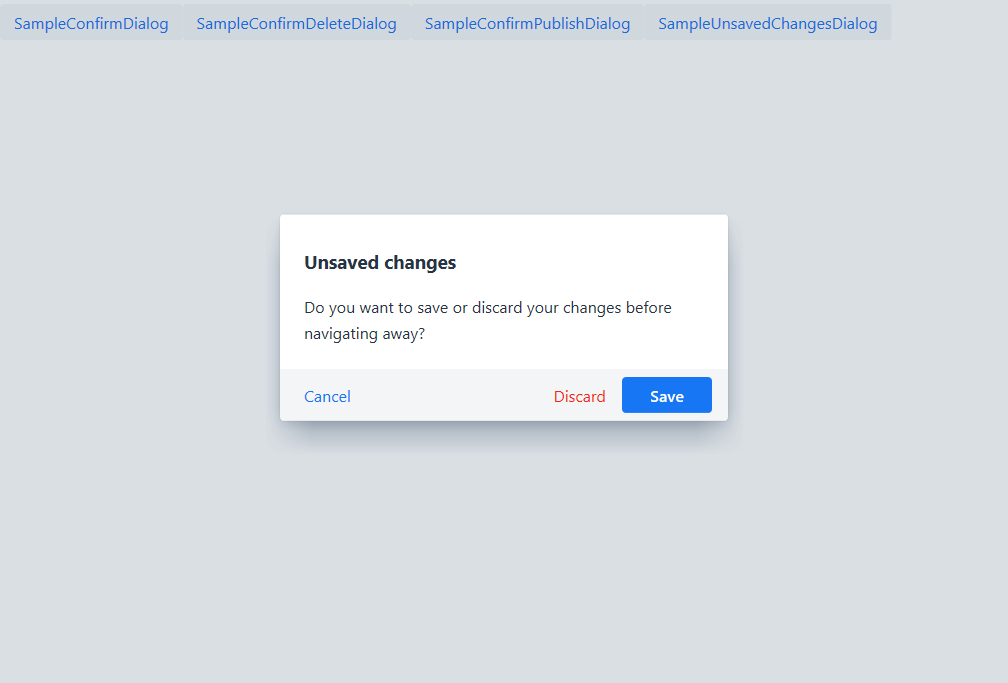 SampleConfirmDialog SampleConfirmDeleteDialog SampleConfirmPublishDialog SampleUnsavedChangesDialog
Unsaved changes
Do you want to save or discard your changes before
navigating away?
Cancel Discard Save